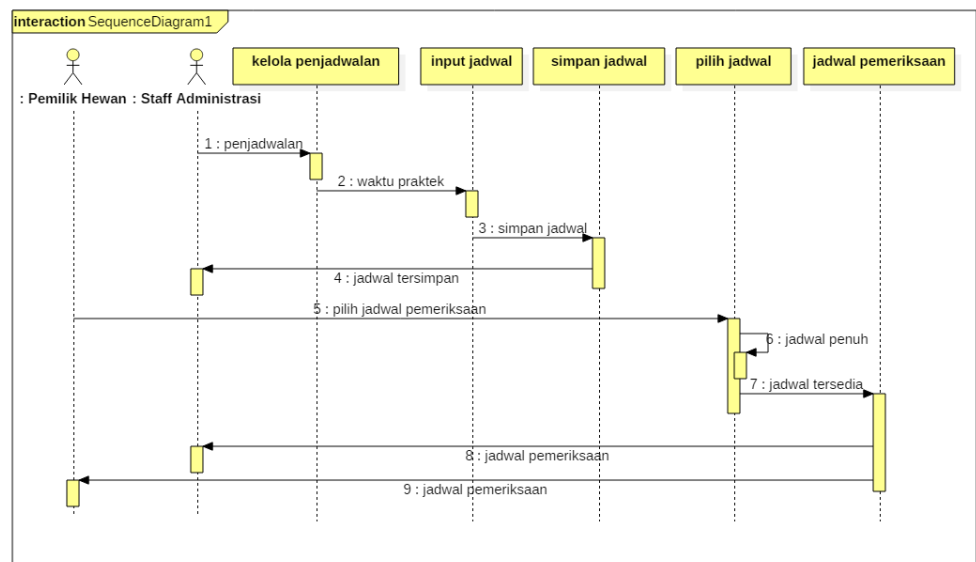 interaction SequenceDiagram1
kelola penjadwalan
input jadwal
simpan jadwal
pilih jadwal
jadwal pemeriksaan
: Pemilik Hewan
: Staff Administrasi
1 : penjadwalan
2 : waktu praktek
3 : simpan jadwal
4 : jadwal tersimpan
5 : pilih jadwal pemeriksaan
6 : jadwal penuh
7 : jadwal tersedia
8 : jadwal pemeriksaan
9 : jadwal pemeriksaan